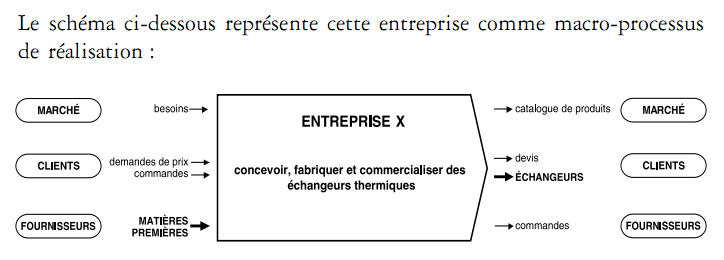 Le schéma ci-dessous représente cette entreprise comme macro-processus
de réalisation :
MARCHÉ
besoins
ENTREPRISE X
catalogue de produits
MARCHÉ
CLIENTS
demandes de prix
commandes
concevoir, fabriquer et commercialiser des
échangeurs thermiques
devis
ÉCHANGEURS
CLIENTS
FOURNISSEURS
MATIÈRES
PREMIÈRES
commandes
FOURNISSEURS